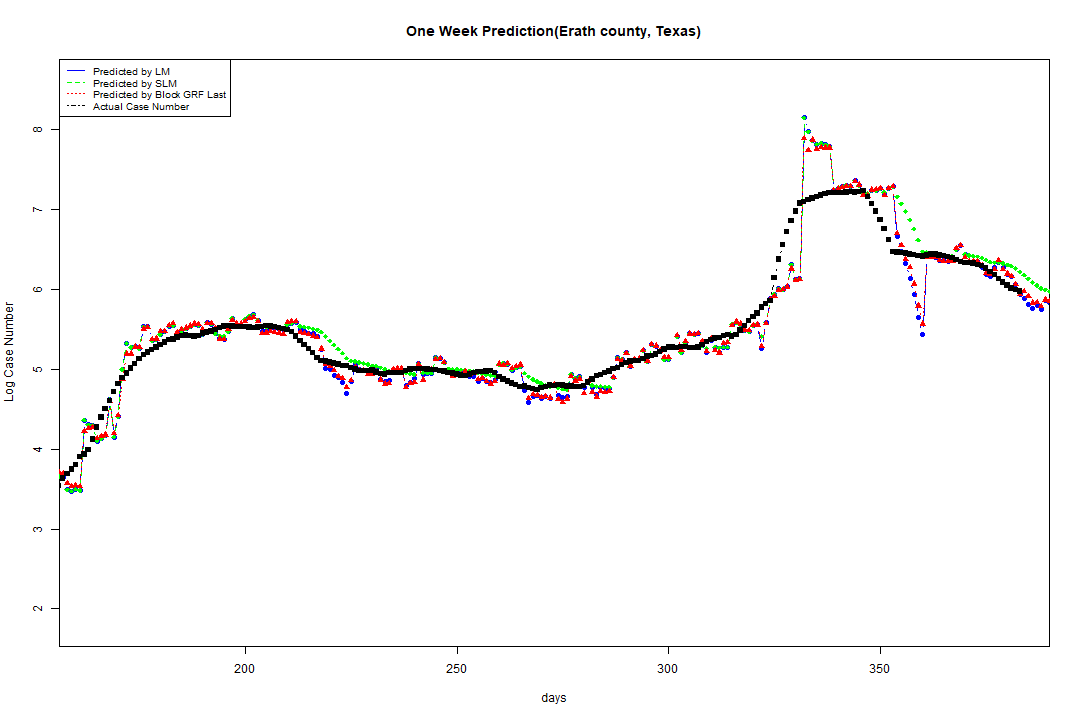 One Week Prediction(Erath county, Texas)
Predicted by LM
Predicted by SLM
Predicted by Block GRF Last
Actual Case Number
8
7
6
5
4
3
2
Log Case Number
200 250 300 350
days